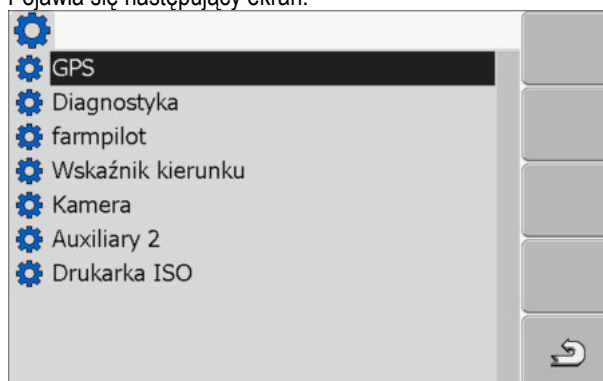 Pojawia się następujący ekran:
GPS
Diagnostyka
farmpilot
Wskaźnik kierunku
Kamera
Auxiliary 2
Drukarka ISO